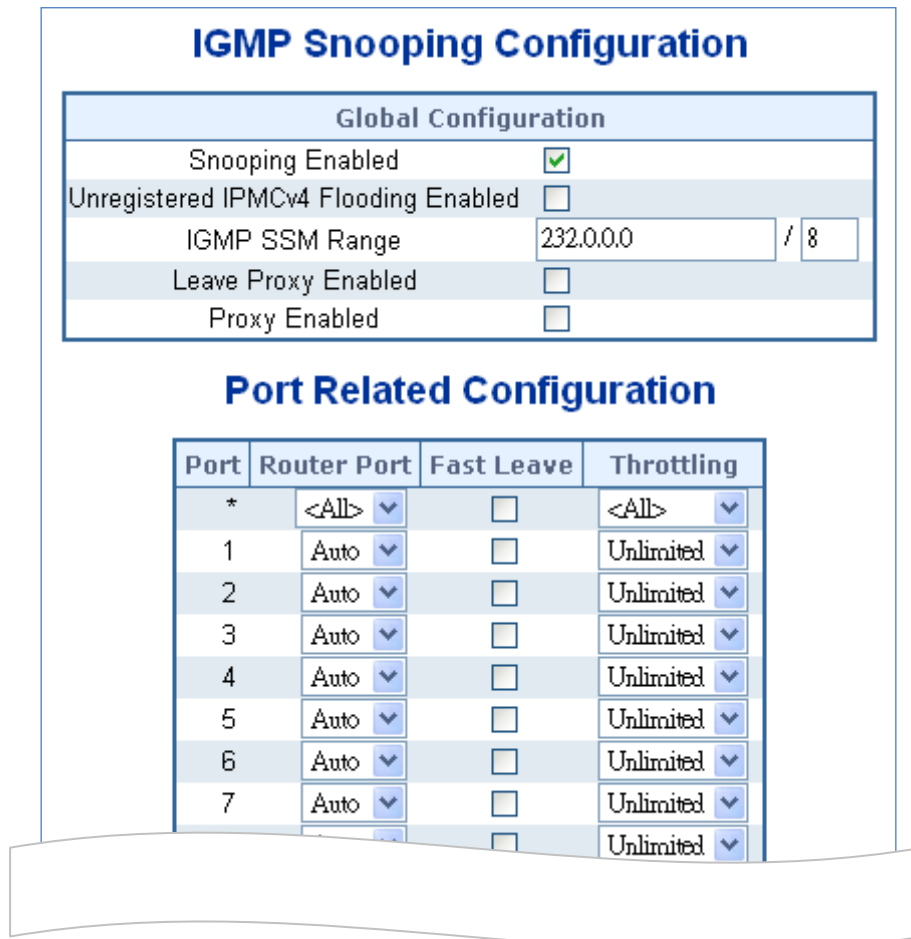 IGMP Snooping Configuration
Global Configuration
Snooping Enabled
Unregistered IPMCv4 Flooding Enabled
IGMP SSM Range 232.0.0.0 / 8
Leave Proxy Enabled
Proxy Enabled
Port Related Configuration
Port Router Port Fast Leave Throttling
* <All> <All>
1 Auto Unlimited
2 Auto Unlimited
3 Auto Unlimited
4 Auto Unlimited
5 Auto Unlimited
6 Auto Unlimited
7 Auto Unlimited
Unlimited